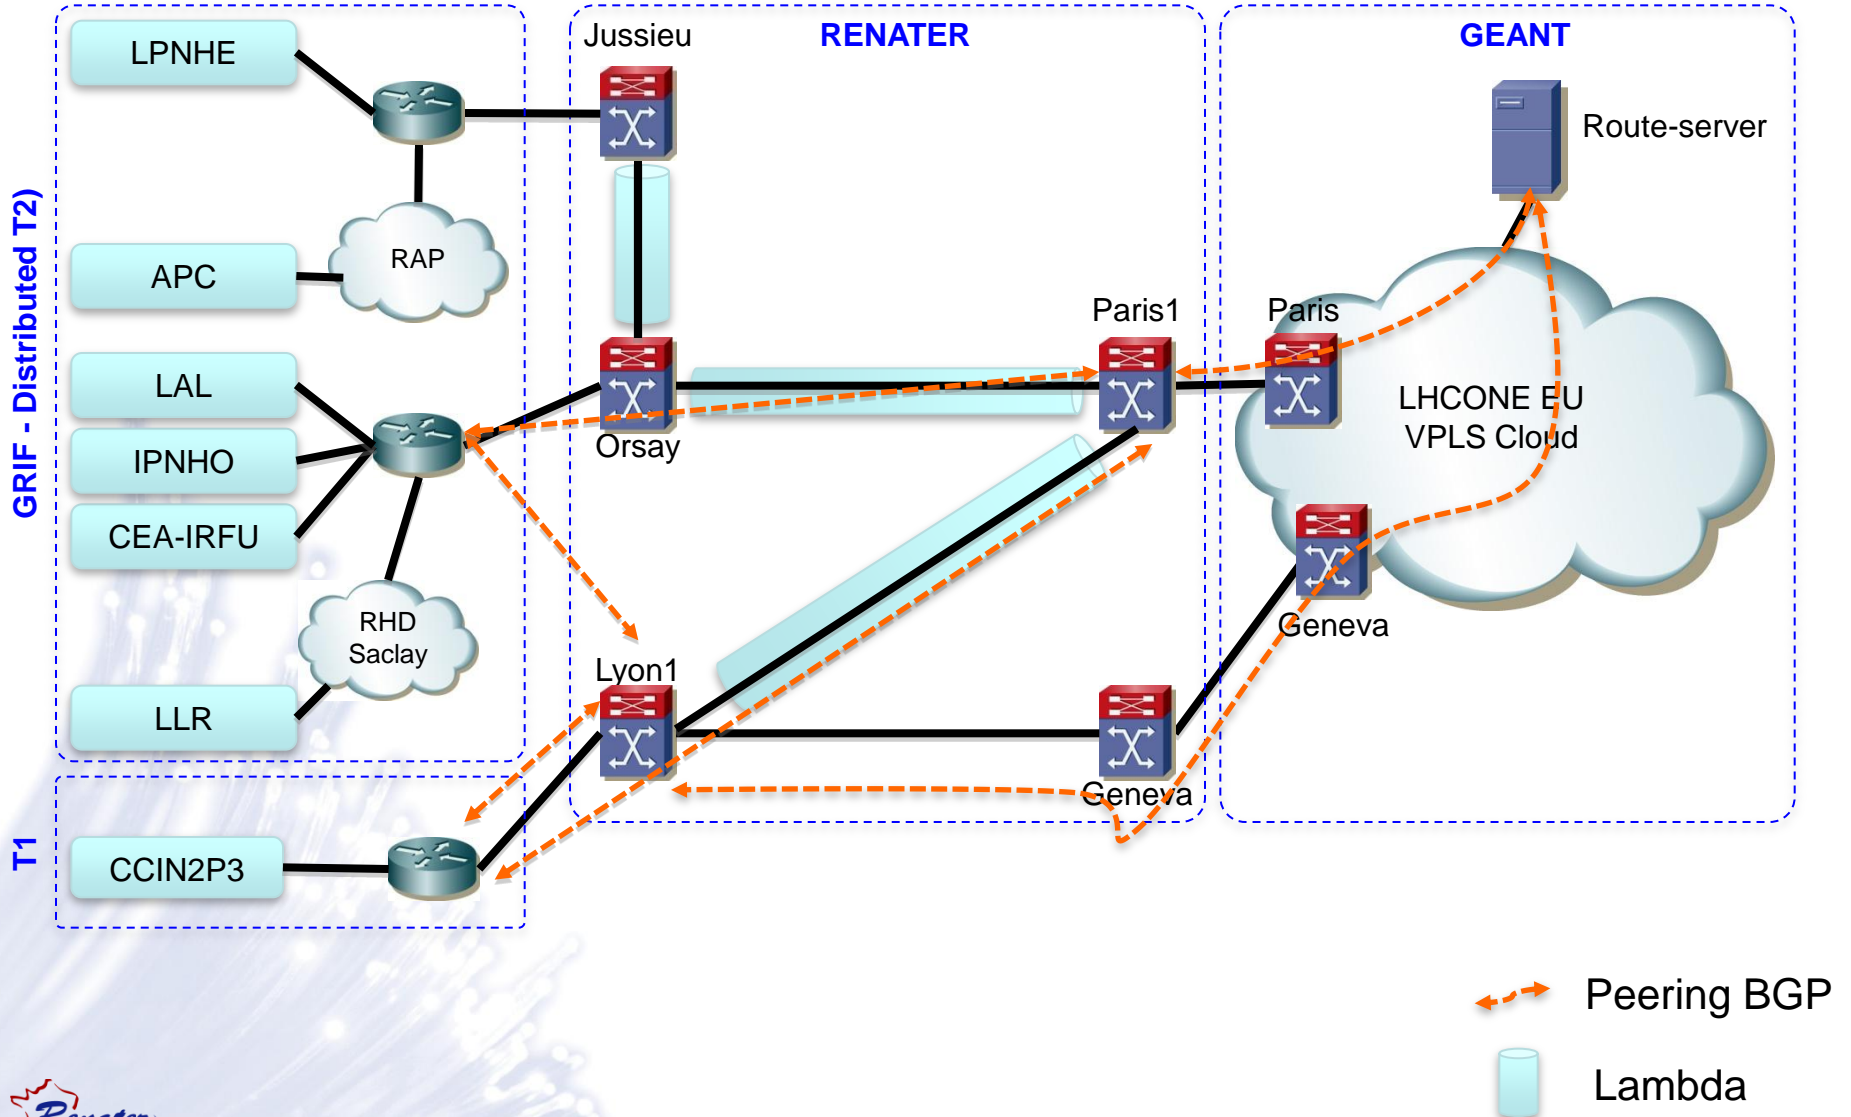 RENATER
GEANT
GRIF - Distributed T2)
LPNHE
Jussieu
Route-server
RAP
APC
Paris1
Paris
LAL
LHCONE EU
VPLS Cloud
IPNHO
Orsay
CEA-IRFU
RHD
Saclay
Geneva
Lyon1
LLR
Geneva
T1
CCIN2P3
Peering BGP
Lambda
Renater